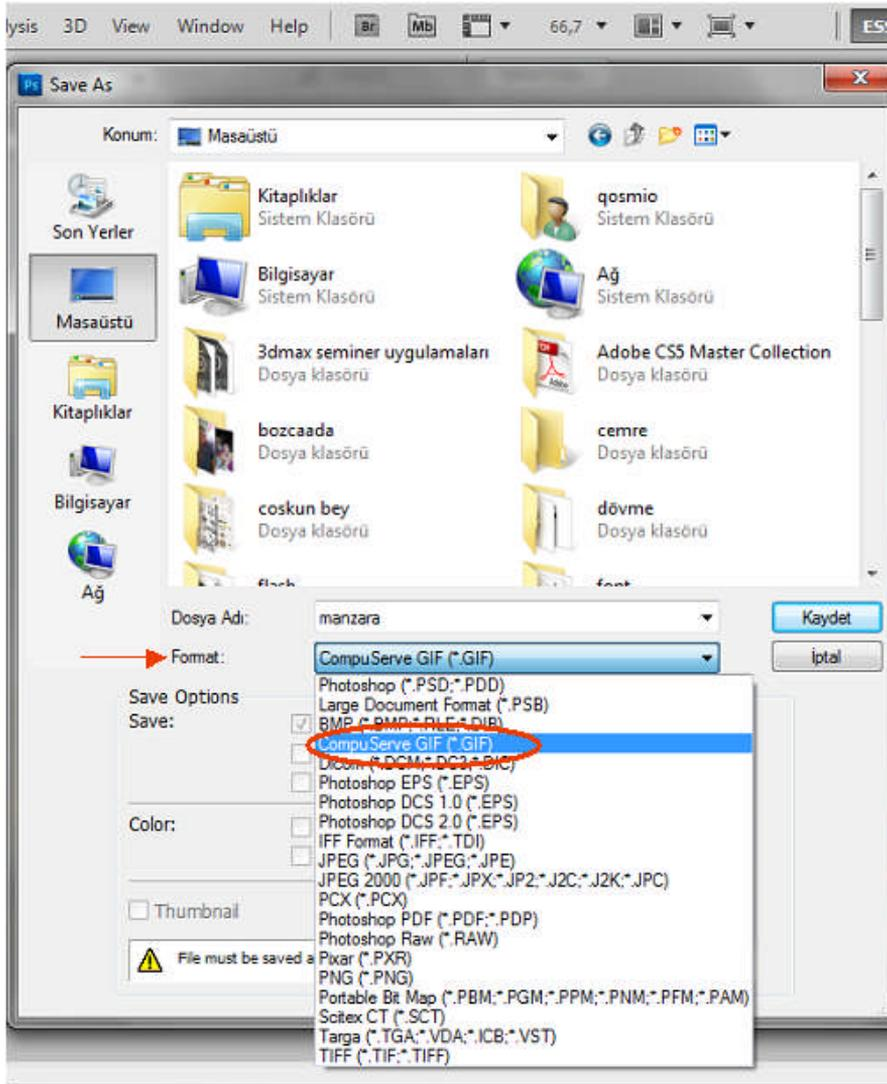 lysis 3D View Window Help Br Mb 66,7 ES
Ps Save As
Konum: Masaüstü
Son Yerler
Masaüstü
Kitaplıklar
Bilgisayar
Ağ
Kitaplıklar
Sistem Klasörü
qosmio
Sistem Klasörü
Bilgisayar
Sistem Klasörü
Ağ
Sistem Klasörü
3dmax seminer uygulamaları
Dosya klasörü
Adobe CS5 Master Collection
Dosya klasörü
bozcaada
Dosya klasörü
cemre
Dosya klasörü
coskun bey
Dosya klasörü
dövme
Dosya klasörü
flash
font
Dosya Adı: manzara Kaydet
Format: CompuServe GIF (*.GIF) İptal
Save Options
Save:
Color:
Thumbnail
File must be saved a
Photoshop (*.PSD;*.PDD)
Large Document Format (*.PSB)
BMP (*.BMP;*.RLE;*.DIB)
CompuServe GIF (*.GIF)
Dicom (*.DCM;*.DC3;*.DIC)
Photoshop EPS (*.EPS)
Photoshop DCS 1.0 (*.EPS)
Photoshop DCS 2.0 (*.EPS)
IFF Format (*.IFF;*.TDI)
JPEG (*.JPG;*.JPEG;*.JPE)
JPEG 2000 (*.JPF;*.JPX;*.JP2;*.J2C;*.J2K;*.JPC)
PCX (*.PCX)
Photoshop PDF (*.PDF;*.PDP)
Photoshop Raw (*.RAW)
Pixar (*.PXR)
PNG (*.PNG)
Portable Bit Map (*.PBM;*.PGM;*.PPM;*.PNM;*.PFM;*.PAM)
Scitex CT (*.SCT)
Targa (*.TGA;*.VDA;*.ICB;*.VST)
TIFF (*.TIF;*.TIFF)